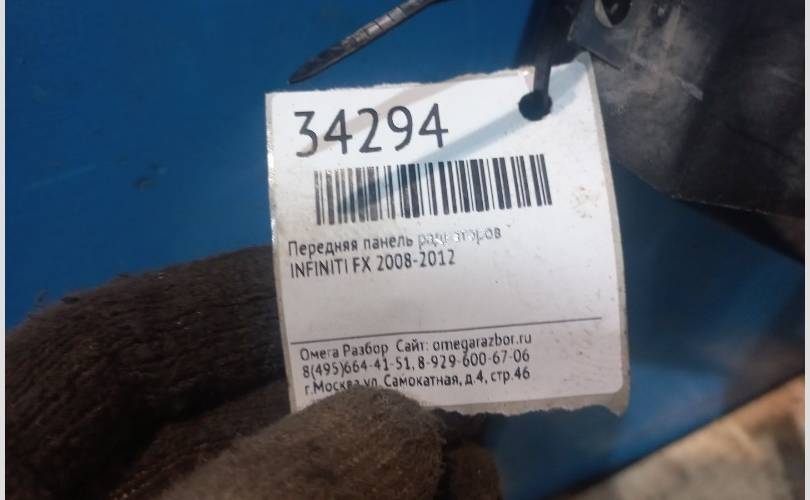 34294
Передняя панель радиаторов
INFINITI FX 2008-2012
Омега Разбор Сайт: omegarazbor.ru
8(495)664-41-51, 8-929-600-67-06
г.Москва ул. Самокатная, д.4, стр.46